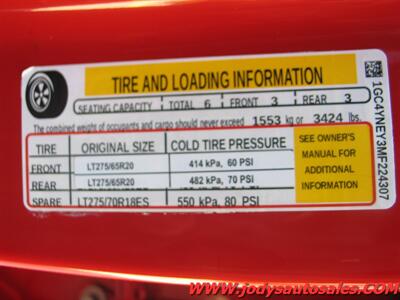 TIRE AND LOADING INFORMATION
SEATING CAPACITY TOTAL 6 FRONT 3 REAR 3
The combined weight of occupants and cargo should never exceed 1553 kg or 3424 lbs.
TIRE ORIGINAL SIZE COLD TIRE PRESSURE
FRONT LT275/65R20 414 kPa, 60 PSI
REAR LT275/65R20 482 kPa, 70 PSI
SPARE LT275/70R18ES 550 kPa, 80 PSI
SEE OWNER'S
MANUAL FOR
ADDITIONAL
INFORMATION
1GC4YNEY3MF224307
www.jodysautosales.com